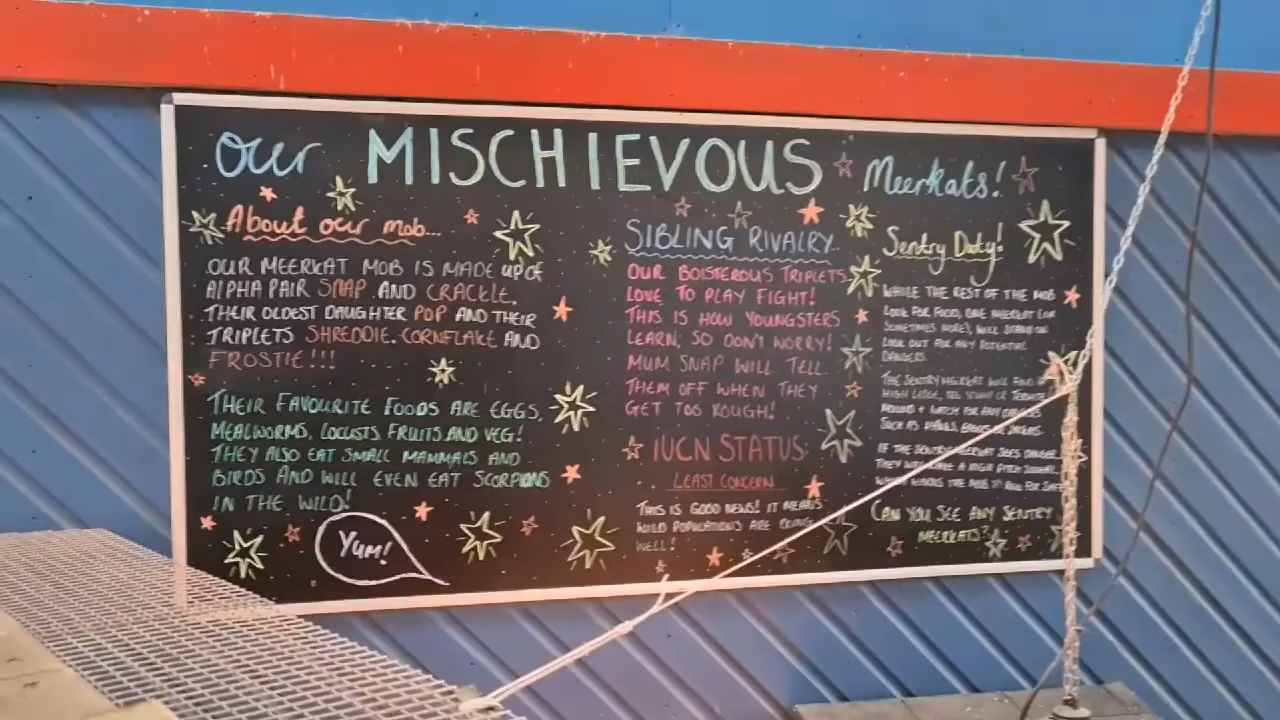 Our MISCHIEVOUS Meerkats!
About our mob...
OUR MEERKAT MOB IS MADE UP OF
ALPHA PAIR SNAP AND CRACKLE.
THEIR OLDEST DAUGHTER POP AND THEIR
TRIPLETS SHREDDIE. CORNFLAKE AND
FROSTIE!!!
THEIR FAVOURITE FOODS ARE EGGS,
MEALWORMS, LOCUSTS, FRUITS AND VEG!
THEY ALSO EAT SMALL MAMMALS AND
BIRDS AND WILL EVEN EAT SCORPIONS
IN THE WILD!
Yum!
SIBLING RIVALRY...
OUR BOISTEROUS TRIPLETS
LOVE TO PLAY FIGHT!
THIS IS HOW YOUNGSTERS
LEARN, SO DON'T WORRY!
MUM SNAP WILL TELL
THEM OFF WHEN THEY
GET TOO ROUGH!
IUCN STATUS:
LEAST CONCERN
THIS IS GOOD NEWS! IT MEANS
WILD POPULATIONS ARE DOING
WELL!
Sentry Duty!
WHILE THE REST OF THE MOB
LOOK FOR FOOD, ONE MEERKAT (OR
SOMETIMES MORE), WILL STAND ON
LOOK OUT FOR ANY POTENTIAL
DANGERS.
THE SENTRY MEERKAT WILL FIND A
HIGH LEDGE, OR TERMITE
MOUND + WATCH FOR ANY DANGERS
SUCH AS HAWKS, EAGLES OR SNAKES.
IF THE SENTRY MEERKAT SEES DANGER,
THEY WILL MAKE A HIGH PITCH SQUEAL
WHICH WARNS THE MOB TO RUN FOR
CAN YOU SEE ANY SENTRY
MEERKATS?